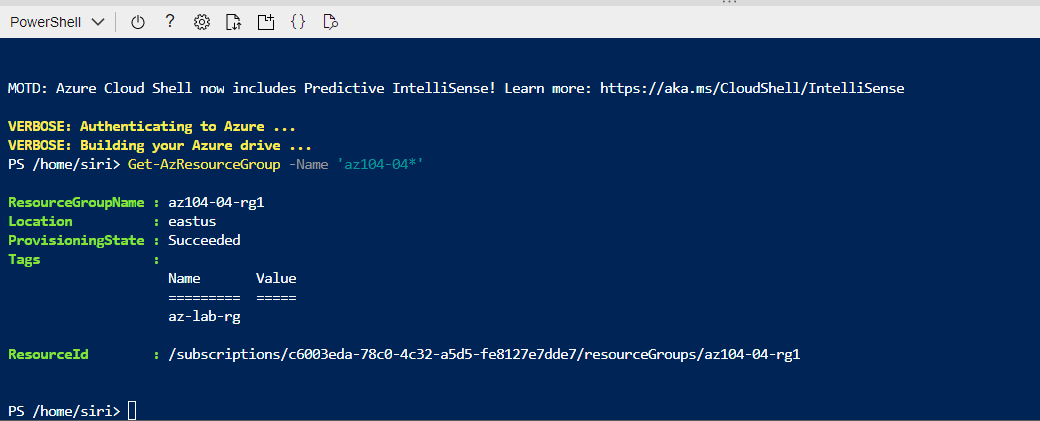 PowerShell
MOTD: Azure Cloud Shell now includes Predictive IntelliSense! Learn more: https://aka.ms/CloudShell/IntelliSense
VERBOSE: Authenticating to Azure ...
VERBOSE: Building your Azure drive ...
PS /home/siri> Get-AzResourceGroup -Name 'az104-04*'
ResourceGroupName : az104-04-rg1
Location          : eastus
ProvisioningState : Succeeded
Tags              :
                    Name       Value
                    =========  =====
                    az-lab-rg
ResourceId        : /subscriptions/c6003eda-78c0-4c32-a5d5-fe8127e7dde7/resourceGroups/az104-04-rg1
PS /home/siri>